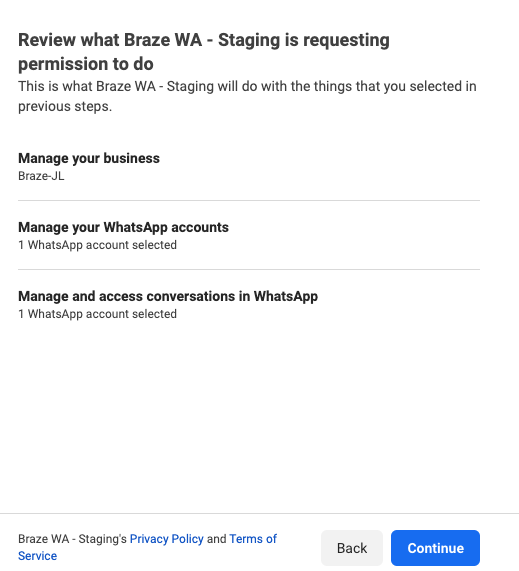 Review what Braze WA - Staging is requesting
permission to do
This is what Braze WA - Staging will do with the things that you selected in
previous steps.
Manage your business
Braze-JL
Manage your WhatsApp accounts
1 WhatsApp account selected
Manage and access conversations in WhatsApp
1 WhatsApp account selected
Braze WA - Staging's Privacy Policy and Terms of
Service
Back
Continue